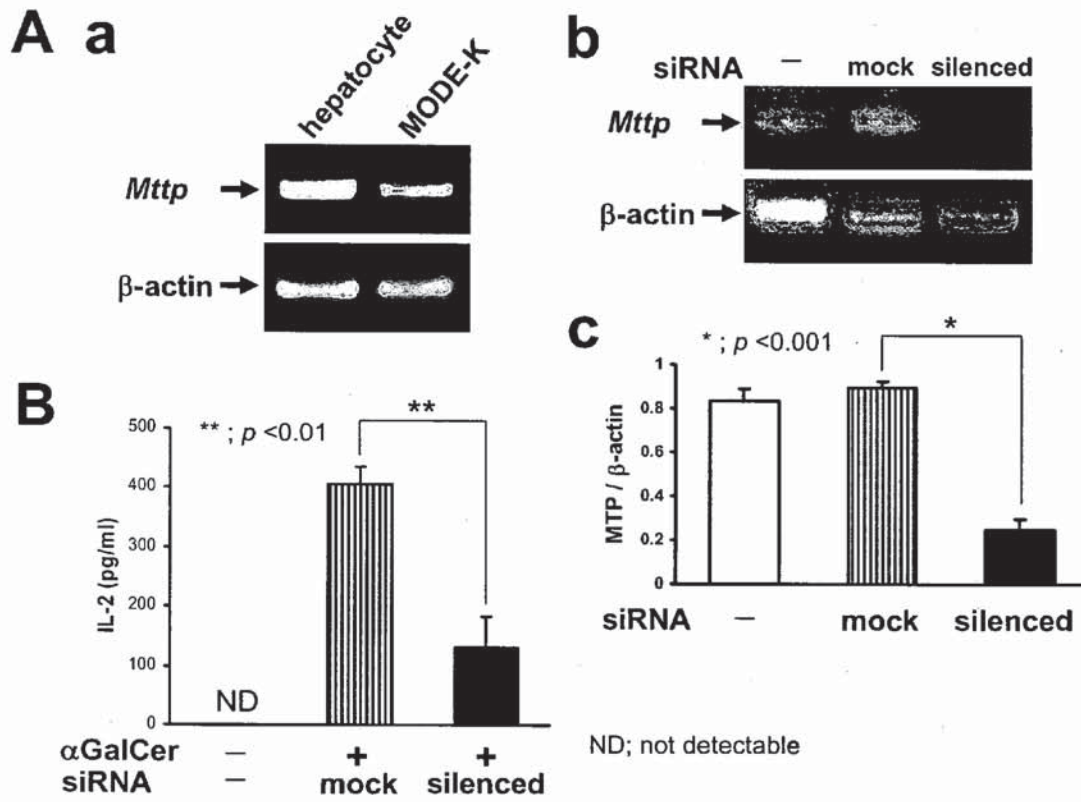 A a
hepatocyte
MODE-K
Mttp
β-actin
b
siRNA – mock silenced
Mttp
β-actin
c
* ; p <0.001
*
1
0.8
0.6
0.4
0.2
0
MTP / β-actin
siRNA – mock silenced
B
** ; p <0.01
**
500
400
300
200
100
0
IL-2 (pg/ml)
ND
αGalCer – + +
siRNA – mock silenced
ND; not detectable